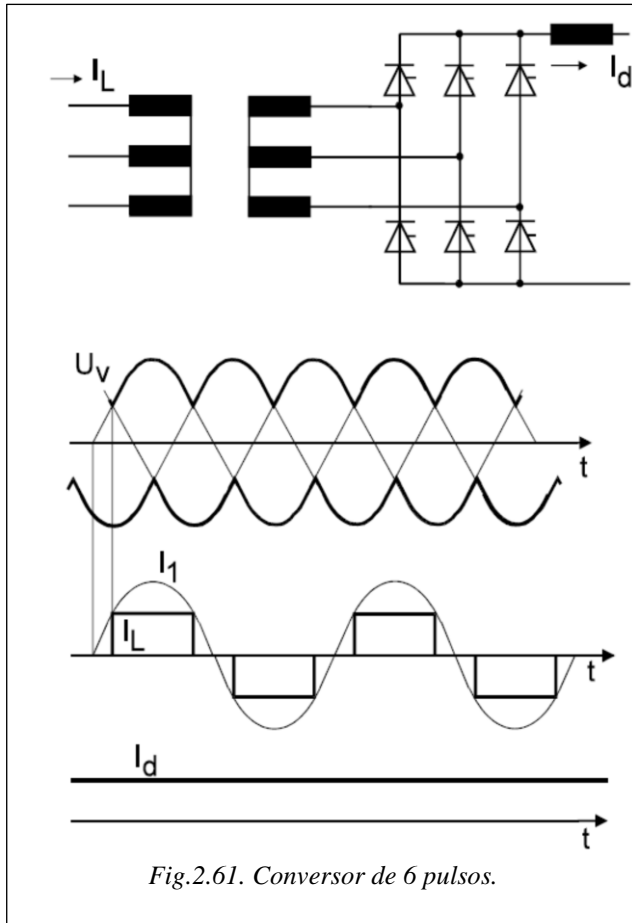 I_L
I_d
U_v
t
I_1
I_L
t
I_d
t
Fig.2.61. Conversor de 6 pulsos.